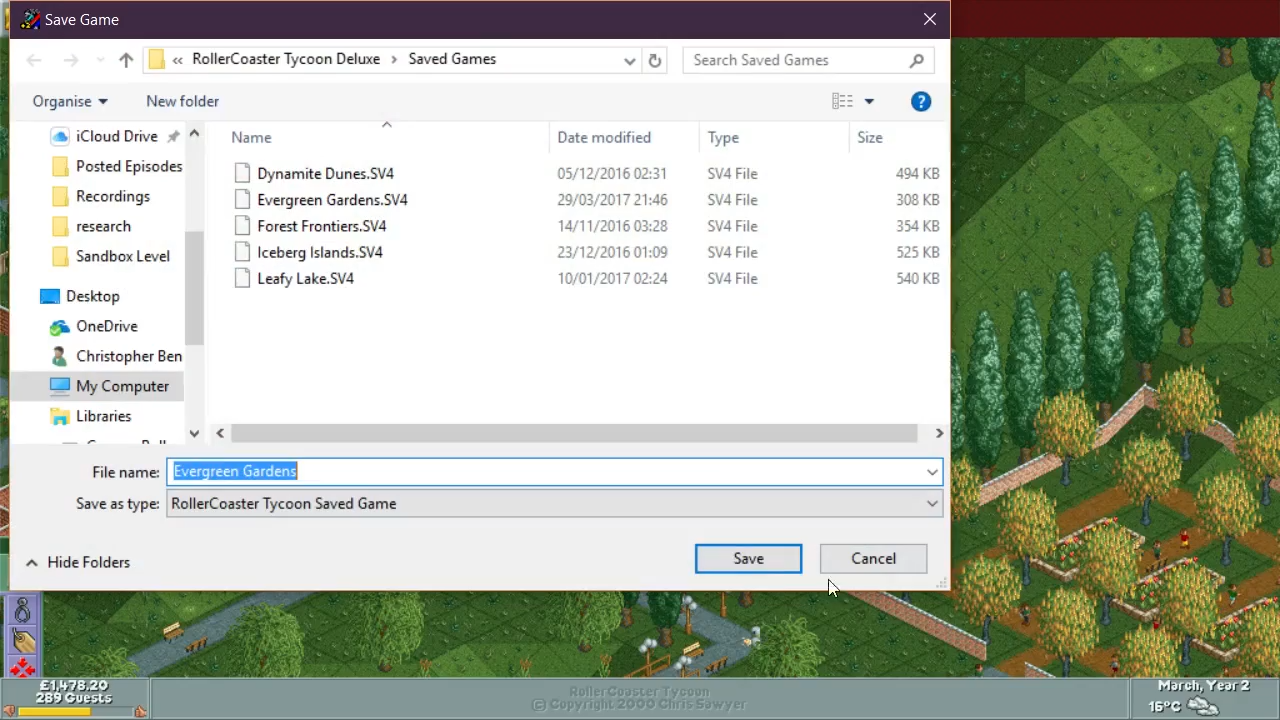 Save Game
« RollerCoaster Tycoon Deluxe > Saved Games
Search Saved Games
Organise
New folder
?
Name
Date modified
Type
Size
iCloud Drive
Posted Episodes
Recordings
research
Sandbox Level
Desktop
OneDrive
Christopher Ben
My Computer
Libraries
Dynamite Dunes.SV4 05/12/2016 02:31 SV4 File 494 KB
Evergreen Gardens.SV4 29/03/2017 21:46 SV4 File 308 KB
Forest Frontiers.SV4 14/11/2016 03:28 SV4 File 354 KB
Iceberg Islands.SV4 23/12/2016 01:09 SV4 File 525 KB
Leafy Lake.SV4 10/01/2017 02:24 SV4 File 540 KB
File name: Evergreen Gardens
Save as type: RollerCoaster Tycoon Saved Game
Hide Folders
Save
Cancel
£1,478.20
289 Guests
RollerCoaster Tycoon
© Copyright 2000 Chris Sawyer
March, Year 2
16°C